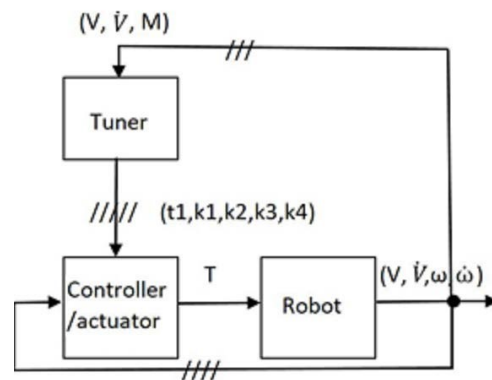 (V, V̇, M)
///
Tuner
///// (t1,k1,k2,k3,k4)
Controller
/actuator
T
Robot
(V, V̇,ω, ω̇)
////